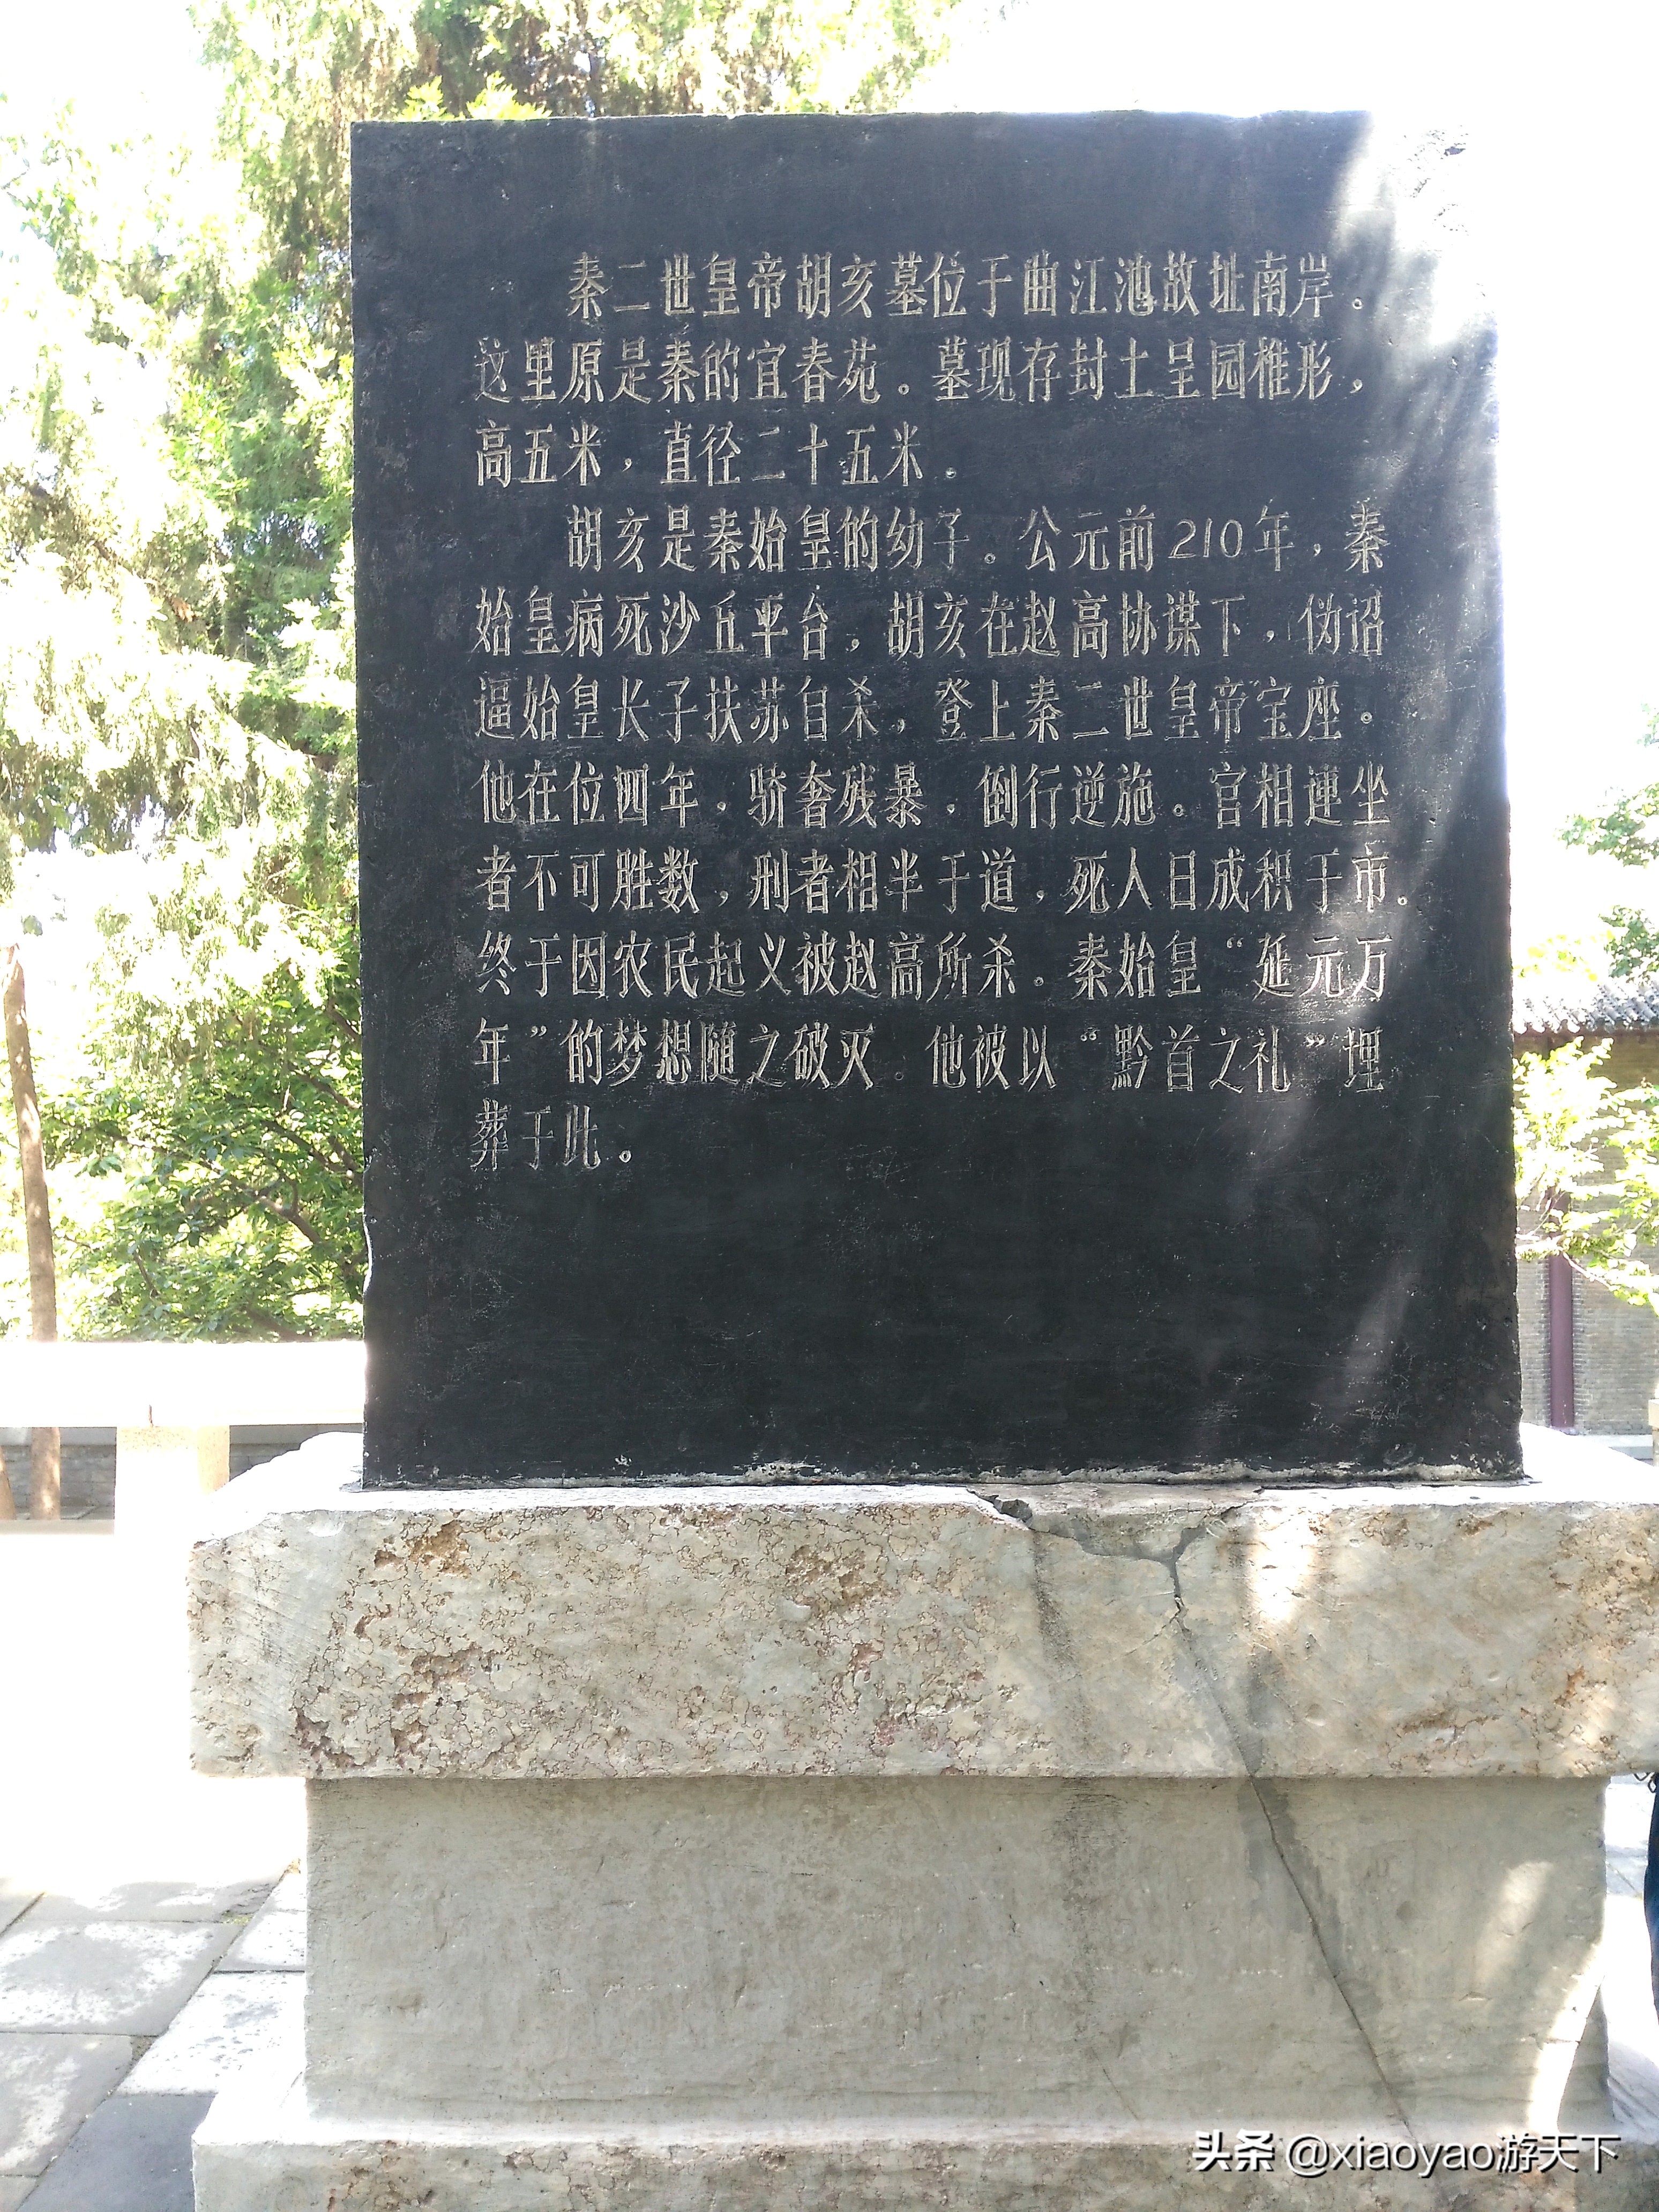 秦二世皇帝胡亥墓位于曲江池故址南岸。
这里原是秦的宜春苑。墓现存封土呈园椎形，
高五米，直径二十五米。
胡亥是秦始皇的幼子。公元前210年，秦
始皇病死沙丘平台，胡亥在赵高协谋下，伪诏
逼始皇长子扶苏自杀，登上秦二世皇帝宝座。
他在位四年，骄奢残暴，倒行逆施。官相連坐
者不可胜数，刑者相半于道，死人日成积于市。
终于因农民起义被赵高所杀。秦始皇“延元万
年”的梦想随之破灭。他被以“黔首之礼”埋
葬于此。
头条 @xiaoyao游天下